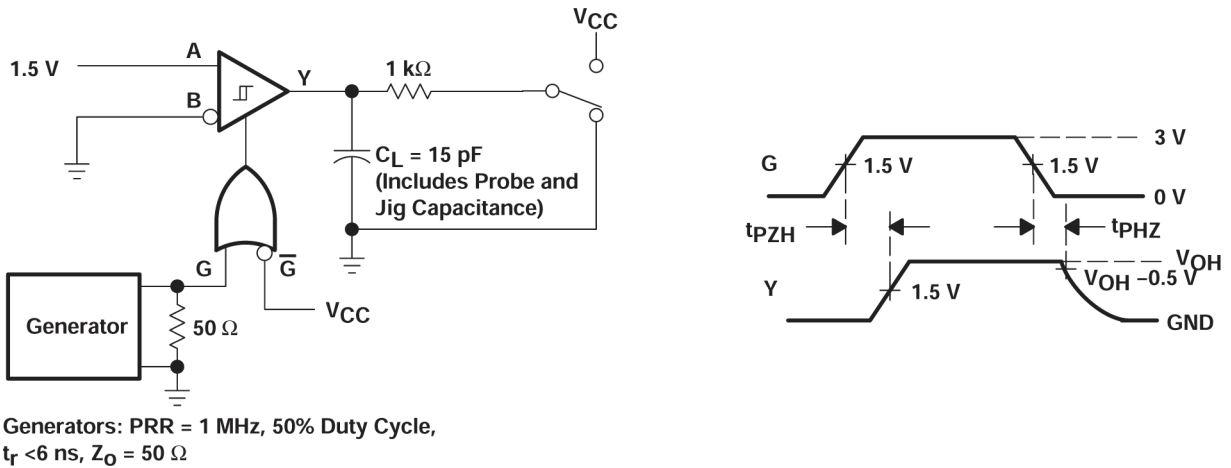 VCC
A
1.5 V
Y
1 kΩ
B
CL = 15 pF
(Includes Probe and
Jig Capacitance)
G
G̅
VCC
Generator
50 Ω
Generators: PRR = 1 MHz, 50% Duty Cycle,
tr <6 ns, ZO = 50 Ω
3 V
G
1.5 V
1.5 V
0 V
tPZH
tPHZ
VOH
VOH –0.5 V
Y
1.5 V
GND